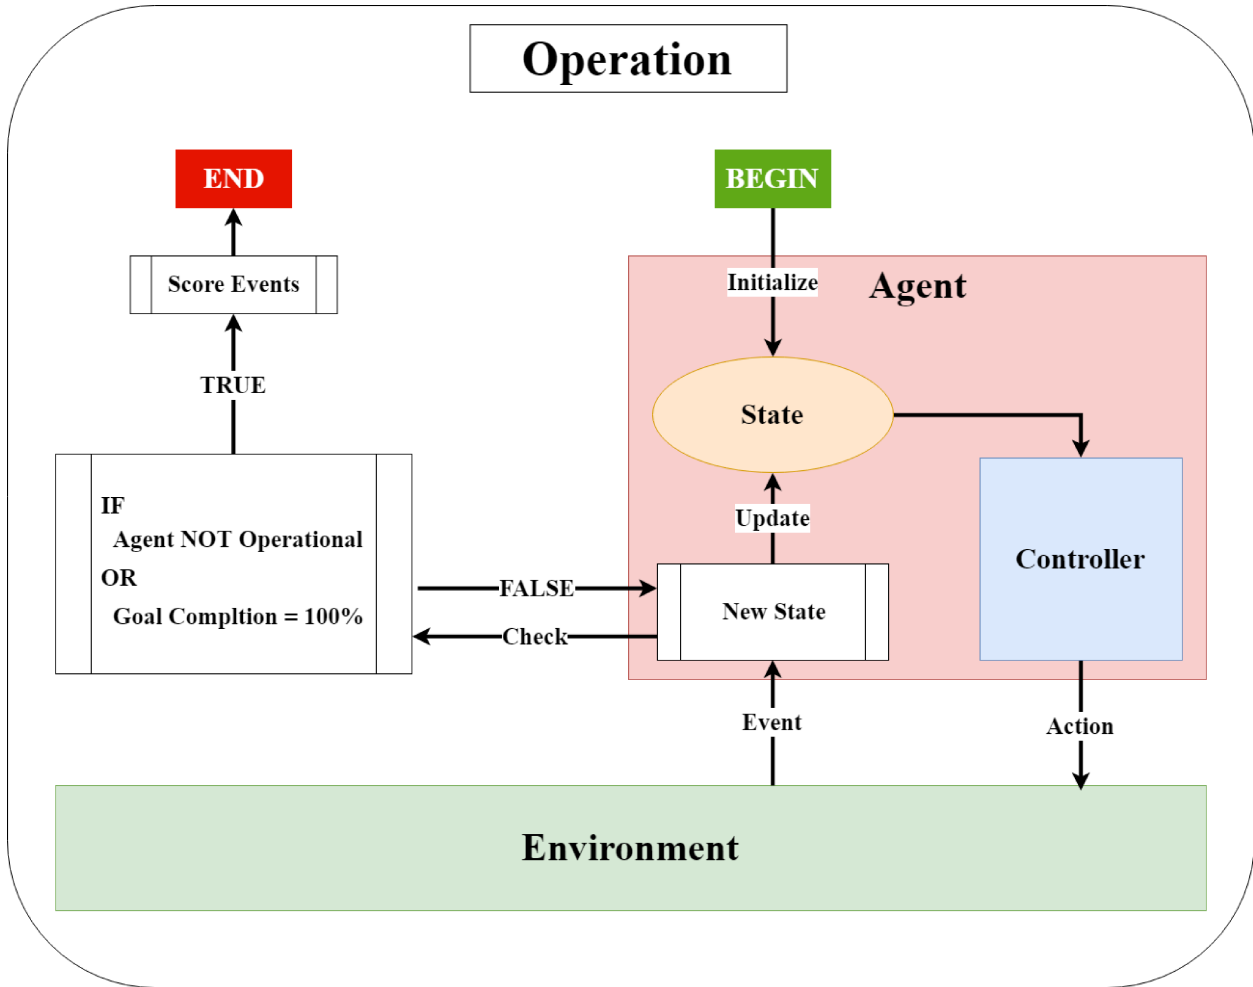 Operation
END
BEGIN
Score Events
Initialize
Agent
TRUE
State
IF
Agent NOT Operational
OR
Goal Compltion = 100%
Update
FALSE
Check
New State
Controller
Event
Action
Environment